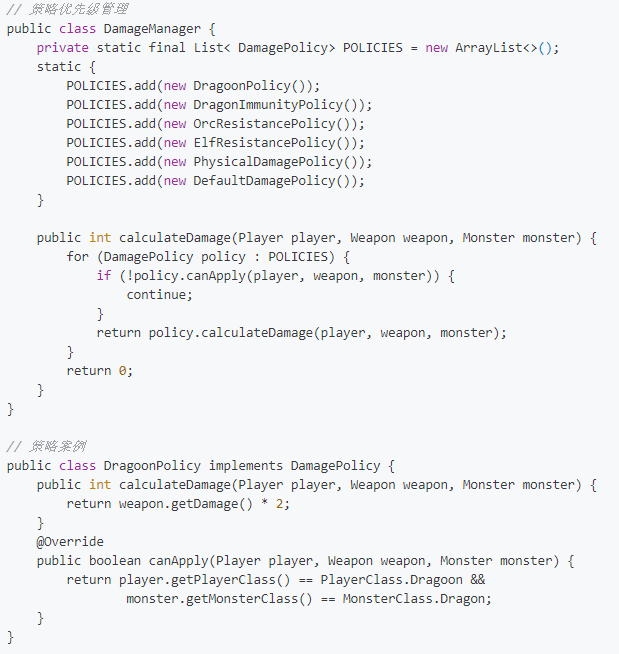 // 策略优先级管理
public class DamageManager {
    private static final List< DamagePolicy> POLICIES = new ArrayList<>();
    static {
        POLICIES.add(new DragoonPolicy());
        POLICIES.add(new DragonImmunityPolicy());
        POLICIES.add(new OrcResistancePolicy());
        POLICIES.add(new ElfResistancePolicy());
        POLICIES.add(new PhysicalDamagePolicy());
        POLICIES.add(new DefaultDamagePolicy());
    }

    public int calculateDamage(Player player, Weapon weapon, Monster monster) {
        for (DamagePolicy policy : POLICIES) {
            if (!policy.canApply(player, weapon, monster)) {
                continue;
            }
            return policy.calculateDamage(player, weapon, monster);
        }
        return 0;
    }
}

// 策略案例
public class DragoonPolicy implements DamagePolicy {
    public int calculateDamage(Player player, Weapon weapon, Monster monster) {
        return weapon.getDamage() * 2;
    }
    @Override
    public boolean canApply(Player player, Weapon weapon, Monster monster) {
        return player.getPlayerClass() == PlayerClass.Dragoon &&
                monster.getMonsterClass() == MonsterClass.Dragon;
    }
}